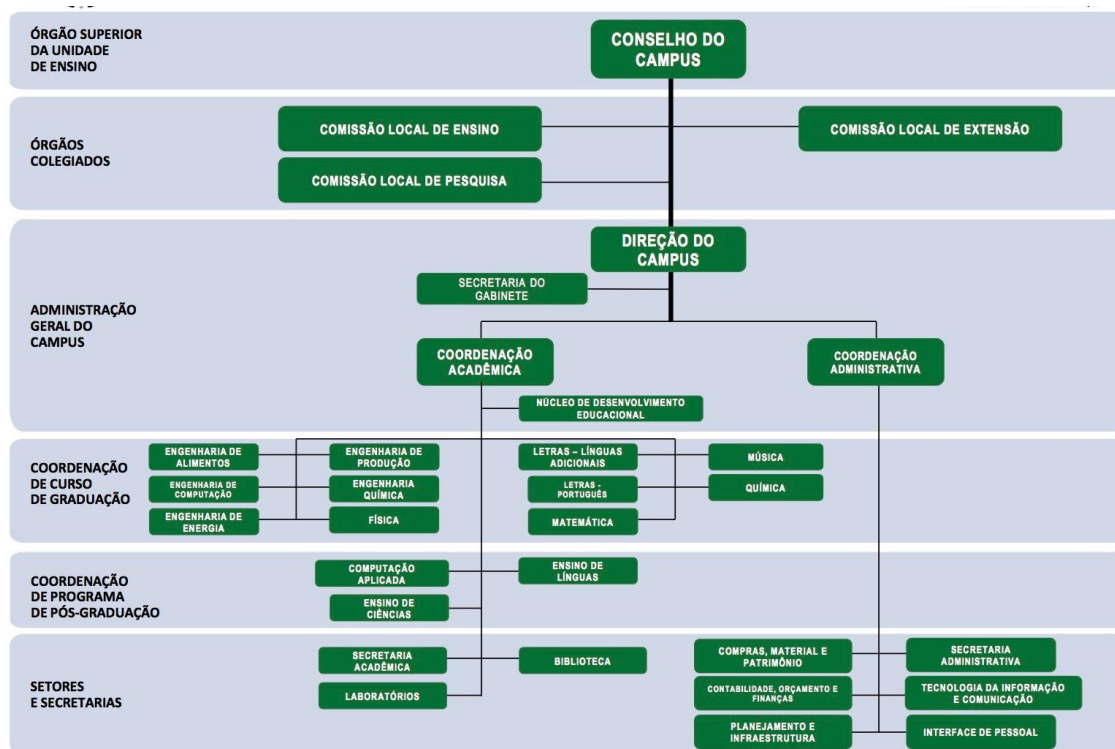 ÓRGÃO SUPERIOR
DA UNIDADE
DE ENSINO
CONSELHO DO
CAMPUS
ÓRGÃOS
COLEGIADOS
COMISSÃO LOCAL DE ENSINO
COMISSÃO LOCAL DE EXTENSÃO
COMISSÃO LOCAL DE PESQUISA
ADMINISTRAÇÃO
GERAL DO
CAMPUS
DIREÇÃO DO
CAMPUS
SECRETARIA DO
GABINETE
COORDENAÇÃO
ACADÊMICA
COORDENAÇÃO
ADMINISTRATIVA
NÚCLEO DE DESENVOLVIMENTO
EDUCACIONAL
COORDENAÇÃO
DE CURSO
DE GRADUAÇÃO
ENGENHARIA DE
ALIMENTOS
ENGENHARIA DE
PRODUÇÃO
LETRAS – LÍNGUAS
ADICIONAIS
MÚSICA
ENGENHARIA DE
COMPUTAÇÃO
ENGENHARIA
QUÍMICA
LETRAS -
PORTUGUÊS
QUÍMICA
ENGENHARIA DE
ENERGIA
FÍSICA
MATEMÁTICA
COORDENAÇÃO
DE PROGRAMA
DE PÓS-GRADUAÇÃO
COMPUTAÇÃO
APLICADA
ENSINO DE
LÍNGUAS
ENSINO DE
CIÊNCIAS
SETORES
E SECRETARIAS
SECRETARIA
ACADÊMICA
BIBLIOTECA
COMPRAS, MATERIAL E
PATRIMÔNIO
SECRETARIA
ADMINISTRATIVA
LABORATÓRIOS
CONTABILIDADE, ORÇAMENTO E
FINANÇAS
TECNOLOGIA DA INFORMAÇÃO
E COMUNICAÇÃO
PLANEJAMENTO E
INFRAESTRUTURA
INTERFACE DE PESSOAL